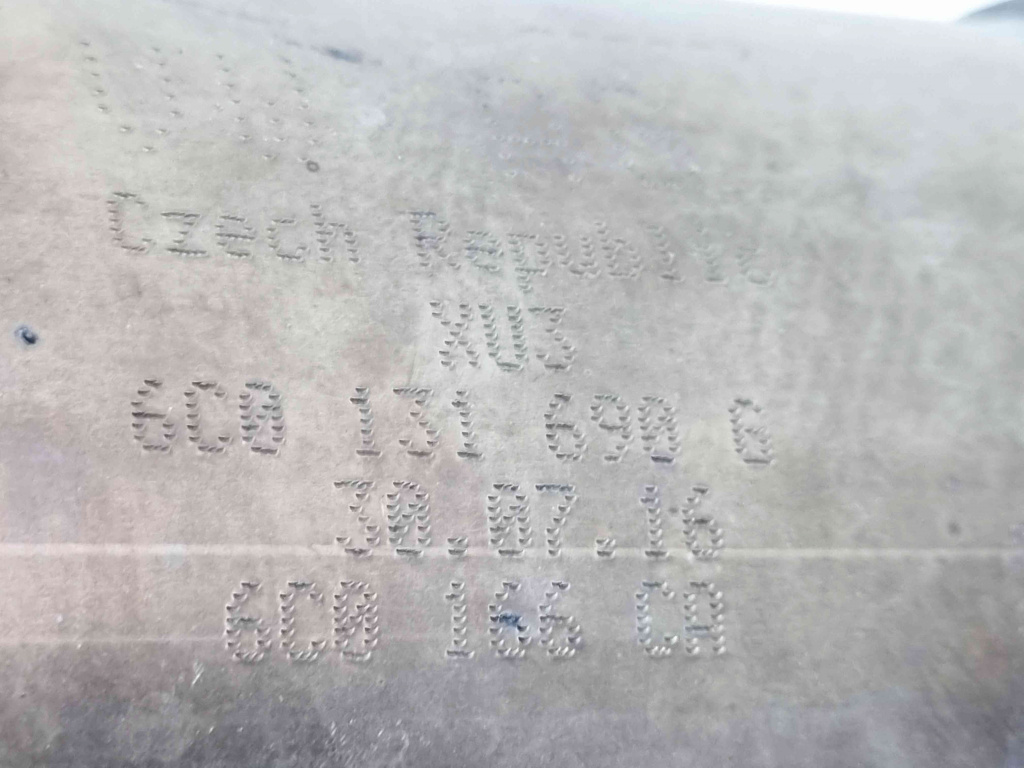 Czech Republic
XU3
6C0 131 690 G
30.07.16
6C0 166 CA